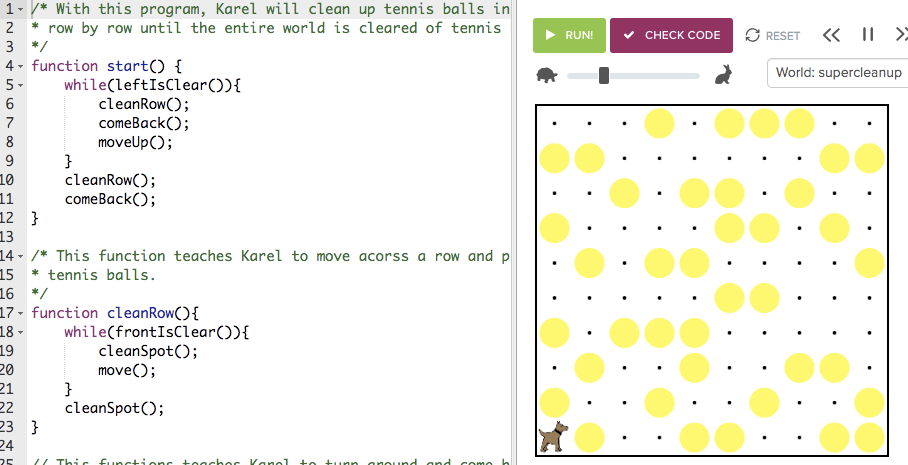 1 /* With this program, Karel will clean up tennis balls in
2 * row by row until the entire world is cleared of tennis
3 */
4 function start() {
5 while(leftIsClear()){
6 cleanRow();
7 comeBack();
8 moveUp();
9 }
10 cleanRow();
11 comeBack();
12 }
13
14 /* This function teaches Karel to move acorss a row and p
15 * tennis balls.
16 */
17 function cleanRow(){
18 while(frontIsClear()){
19 cleanSpot();
20 move();
21 }
22 cleanSpot();
23 }
24
25 // This functions teaches Karel to turn around and come b
RUN!
CHECK CODE
RESET
World: supercleanup